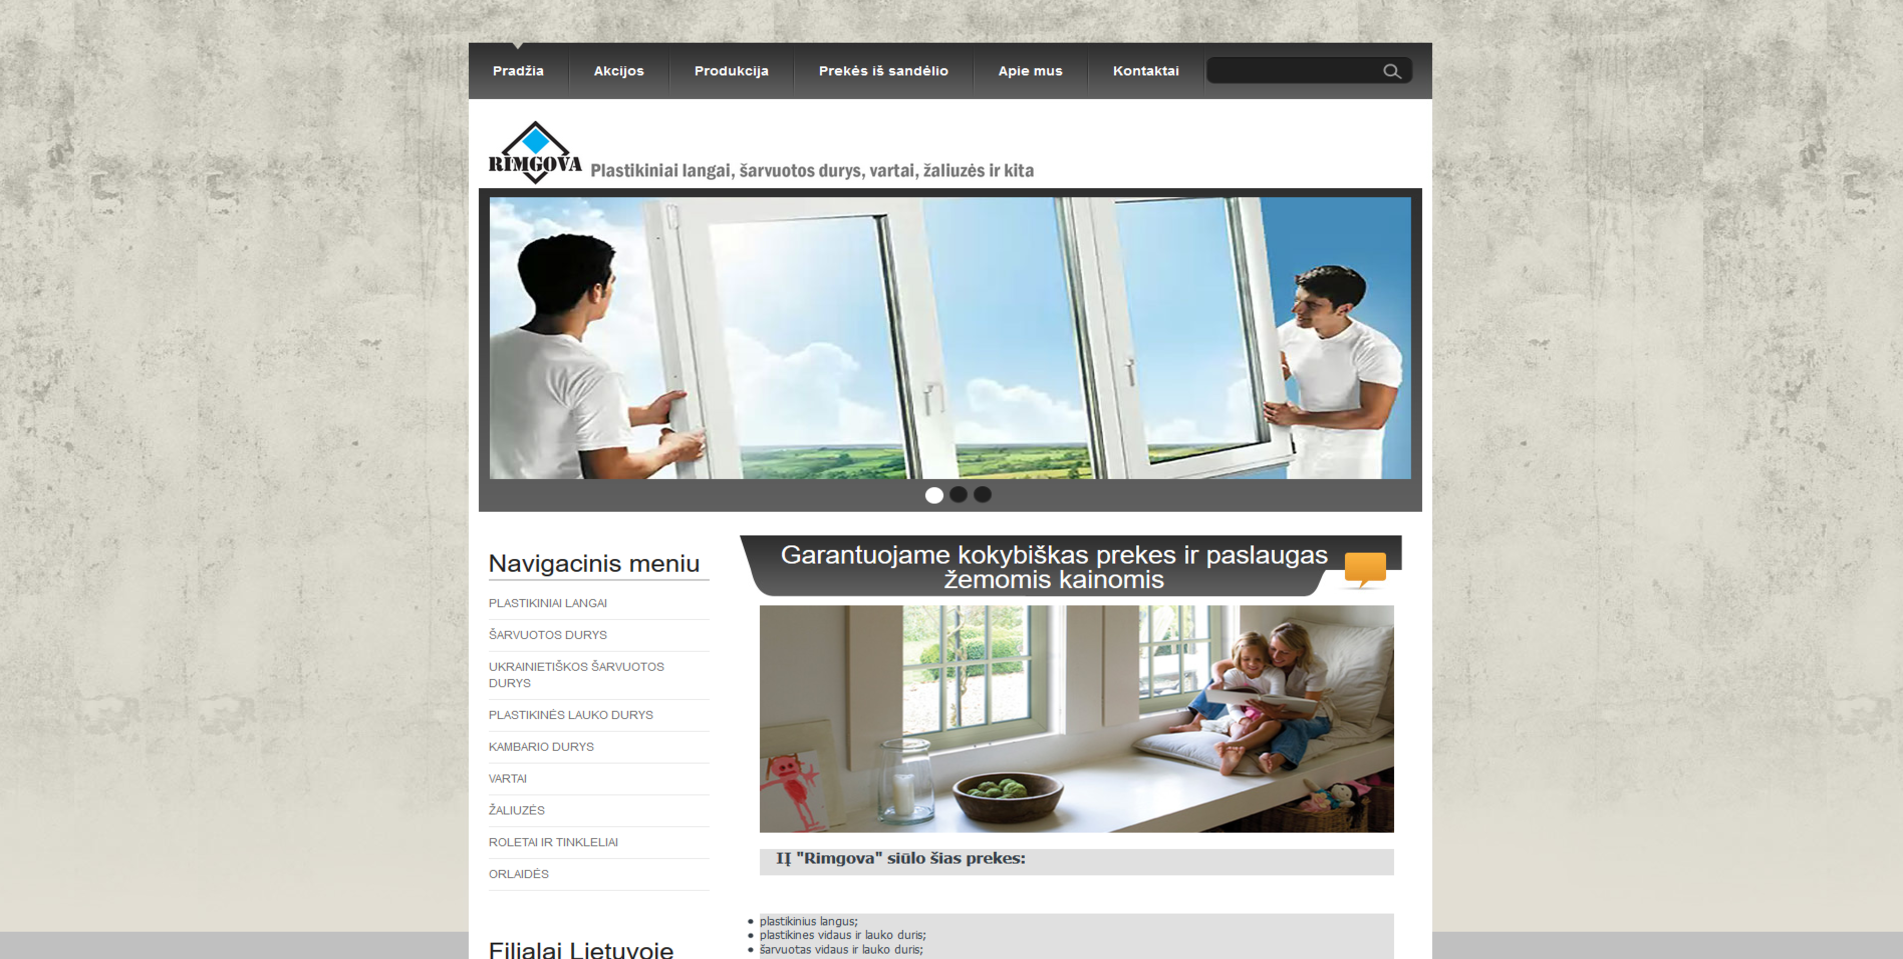 Pradžia
Akcijos
Produkcija
Prekės iš sandėlio
Apie mus
Kontaktai
RIMGOVA
Plastikiniai langai, šarvuotos durys, vartai, žaliuzės ir kita
Navigacinis meniu
PLASTIKINIAI LANGAI
ŠARVUOTOS DURYS
UKRAINIETIŠKOS ŠARVUOTOS
DURYS
PLASTIKINĖS LAUKO DURYS
KAMBARIO DURYS
VARTAI
ŽALIUZĖS
ROLETAI IR TINKLELIAI
ORLAIDĖS
Filialai Lietuvoje
Garantuojame kokybiškas prekes ir paslaugas
žemomis kainomis
IĮ "Rimgova" siūlo šias prekes:
plastikinius langus;
plastikines vidaus ir lauko duris;
šarvuotas vidaus ir lauko duris;